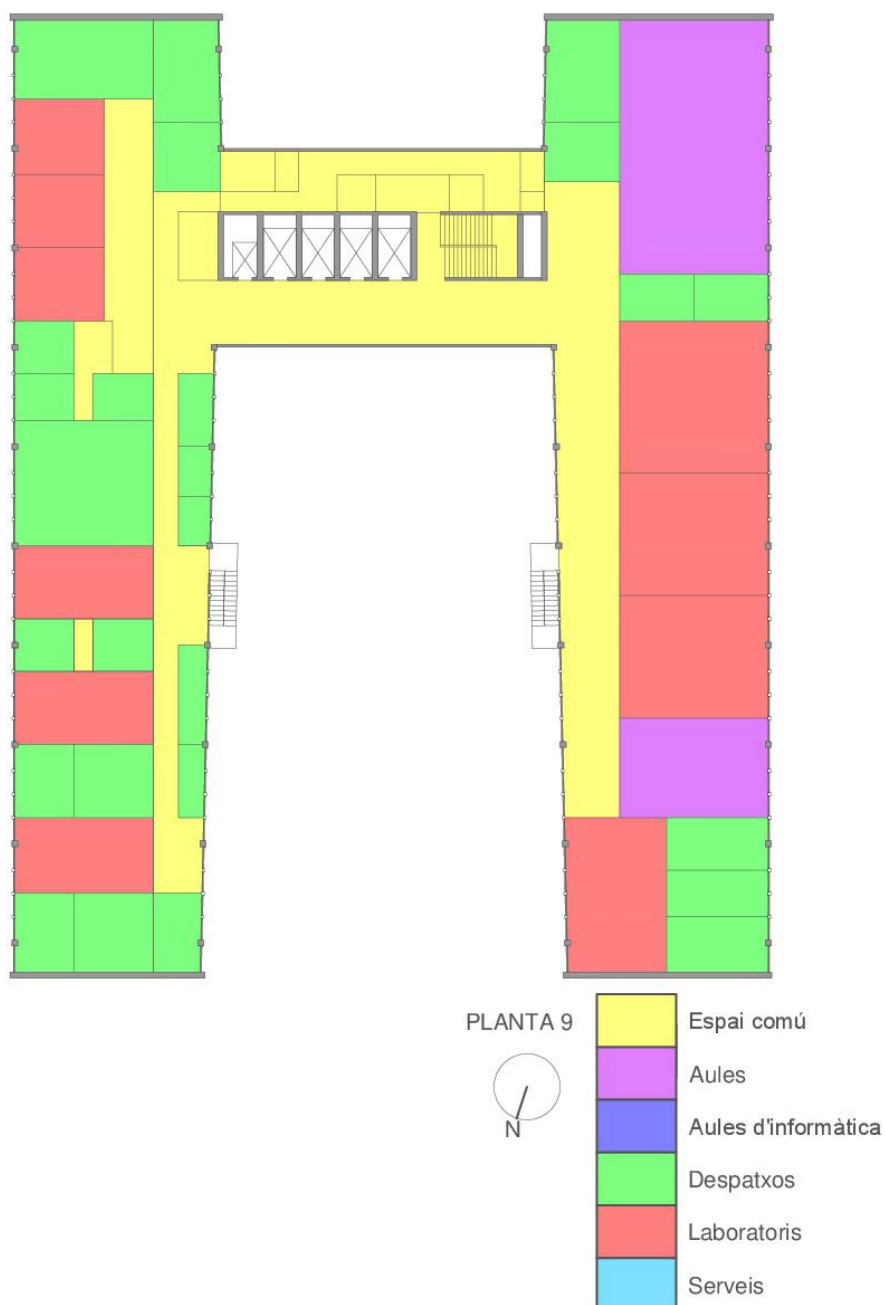 PLANTA 9
N
Espai comú
Aules
Aules d'informàtica
Despatxos
Laboratoris
Serveis